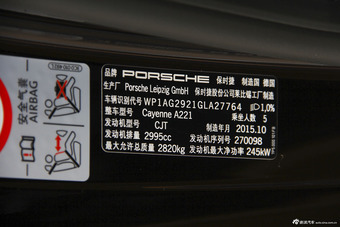 安全气囊
AIRBAG
品牌 PORSCHE 保时捷 制造国 德国
生产厂 Porsche Leipzig GmbH 保时捷股份公司莱比锡工厂制造
车辆识别代号 WP1AG2921GLA27764 1,0%
整车型号 Cayenne A221 乘坐人数 5
发动机型号 CJT 制造年月 2015.10
发动机排量 2995cc 发动机序列号 270098
最大允许总质量 2820kg 发动机最大净功率 245kW